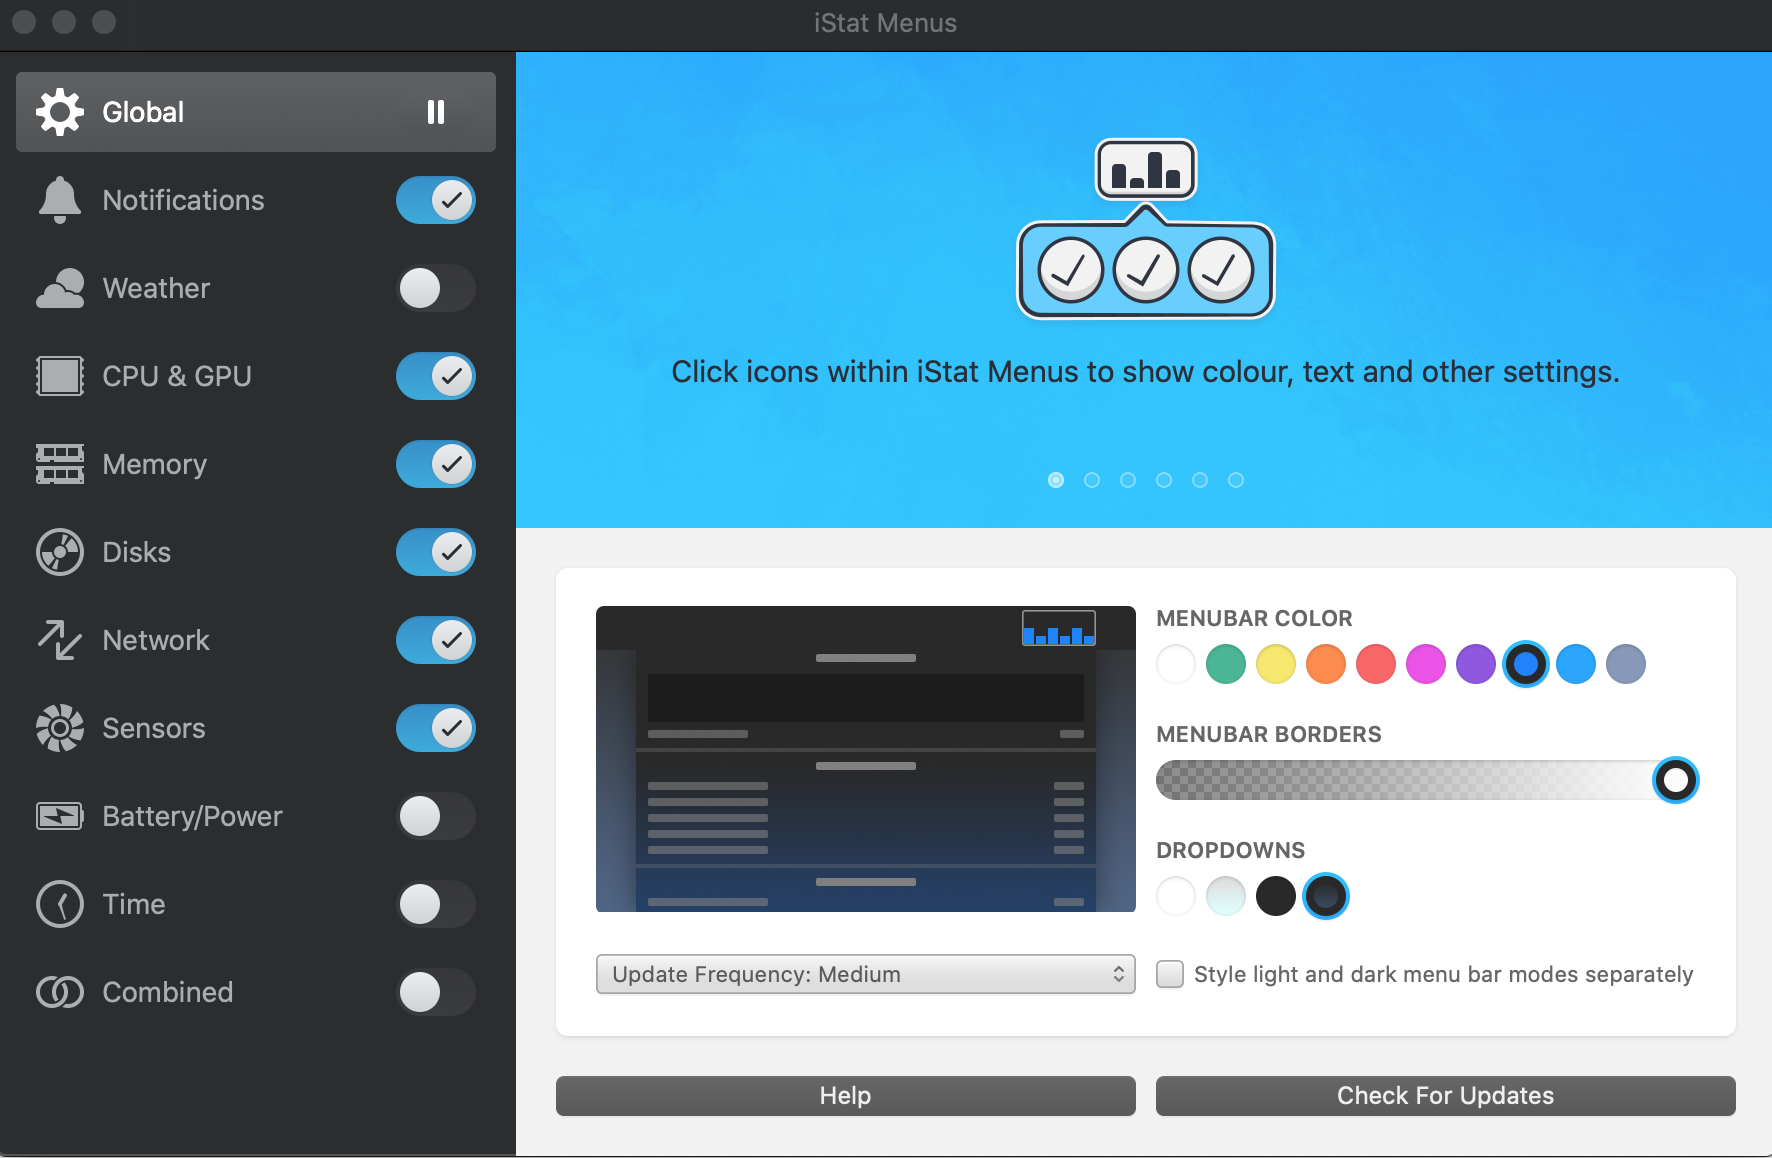 iStat Menus
Global
Notifications
Weather
CPU & GPU
Memory
Disks
Network
Sensors
Battery/Power
Time
Combined
Click icons within iStat Menus to show colour, text and other settings.
MENUBAR COLOR
MENUBAR BORDERS
DROPDOWNS
Update Frequency: Medium
Style light and dark menu bar modes separately
Help
Check For Updates